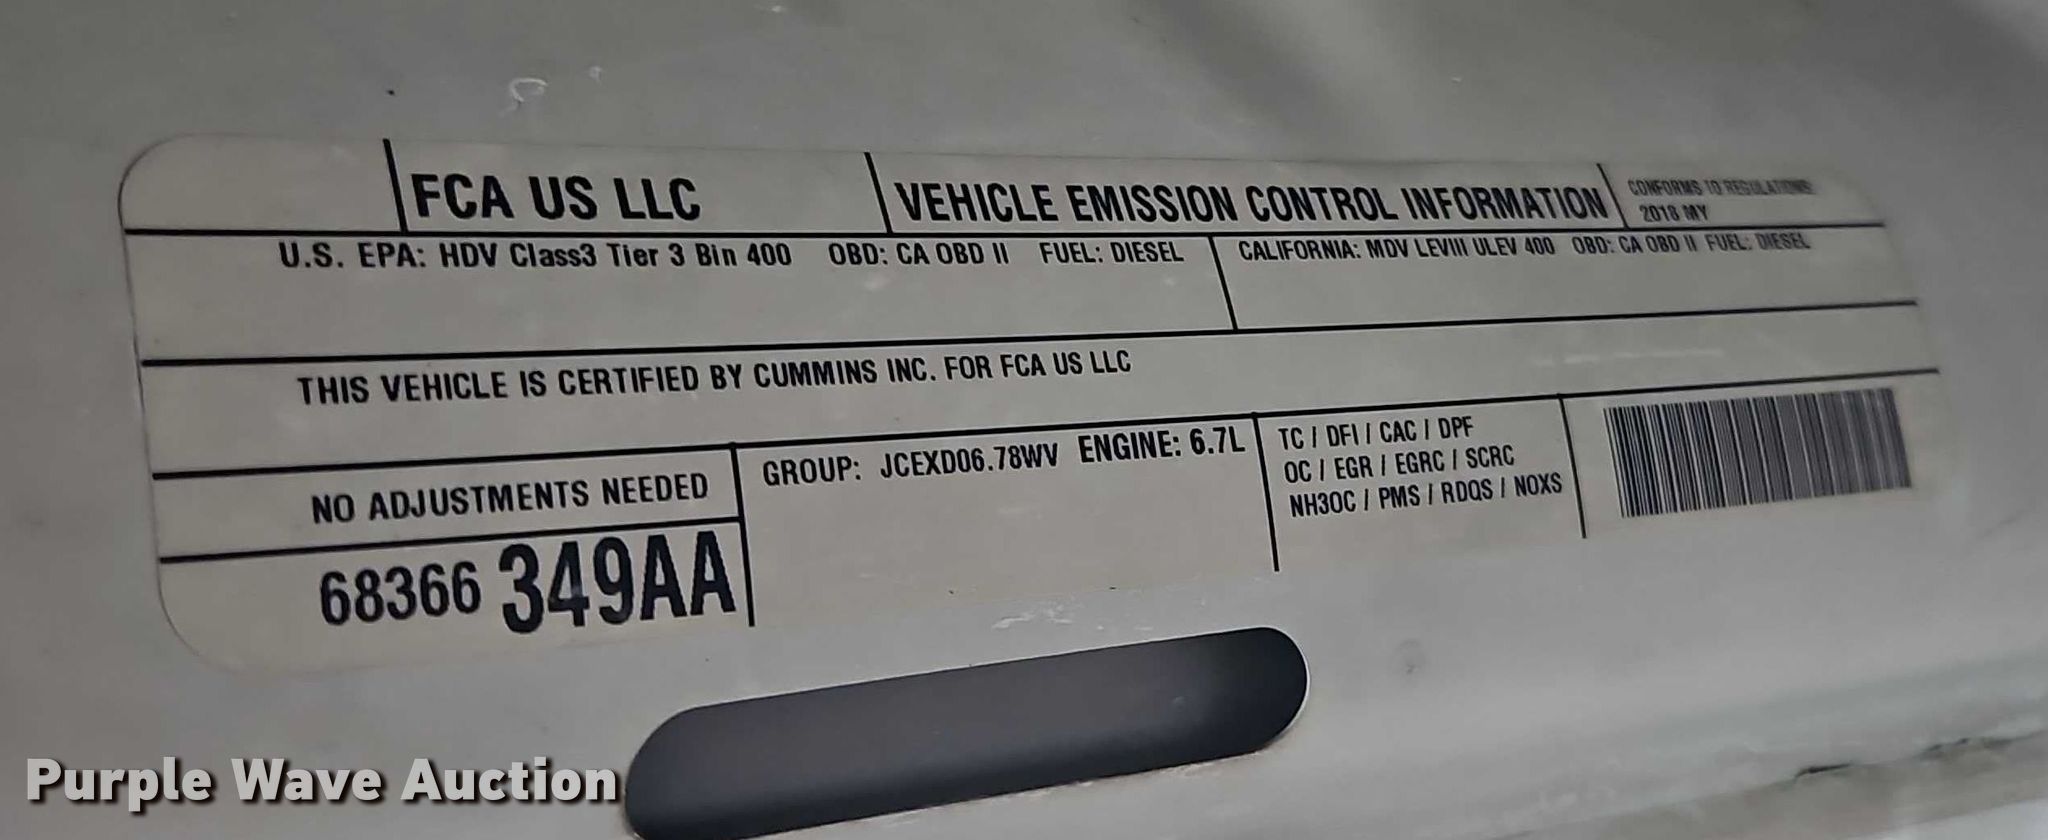 FCA US LLC
VEHICLE EMISSION CONTROL INFORMATION
CONFORMS TO REGULATIONS:
2018 MY
U.S. EPA: HDV Class3 Tier 3 Bin 400 OBD: CA OBD II FUEL: DIESEL
CALIFORNIA: MDV LEVIII ULEV 400 OBD: CA OBD II FUEL: DIESEL
THIS VEHICLE IS CERTIFIED BY CUMMINS INC. FOR FCA US LLC
NO ADJUSTMENTS NEEDED
68366 349AA
GROUP: JCEXD06.78WV ENGINE: 6.7L
TC / DFI / CAC / DPF
OC / EGR / EGRC / SCRC
NH3OC / PMS / RDQS / NOXS
Purple Wave Auction